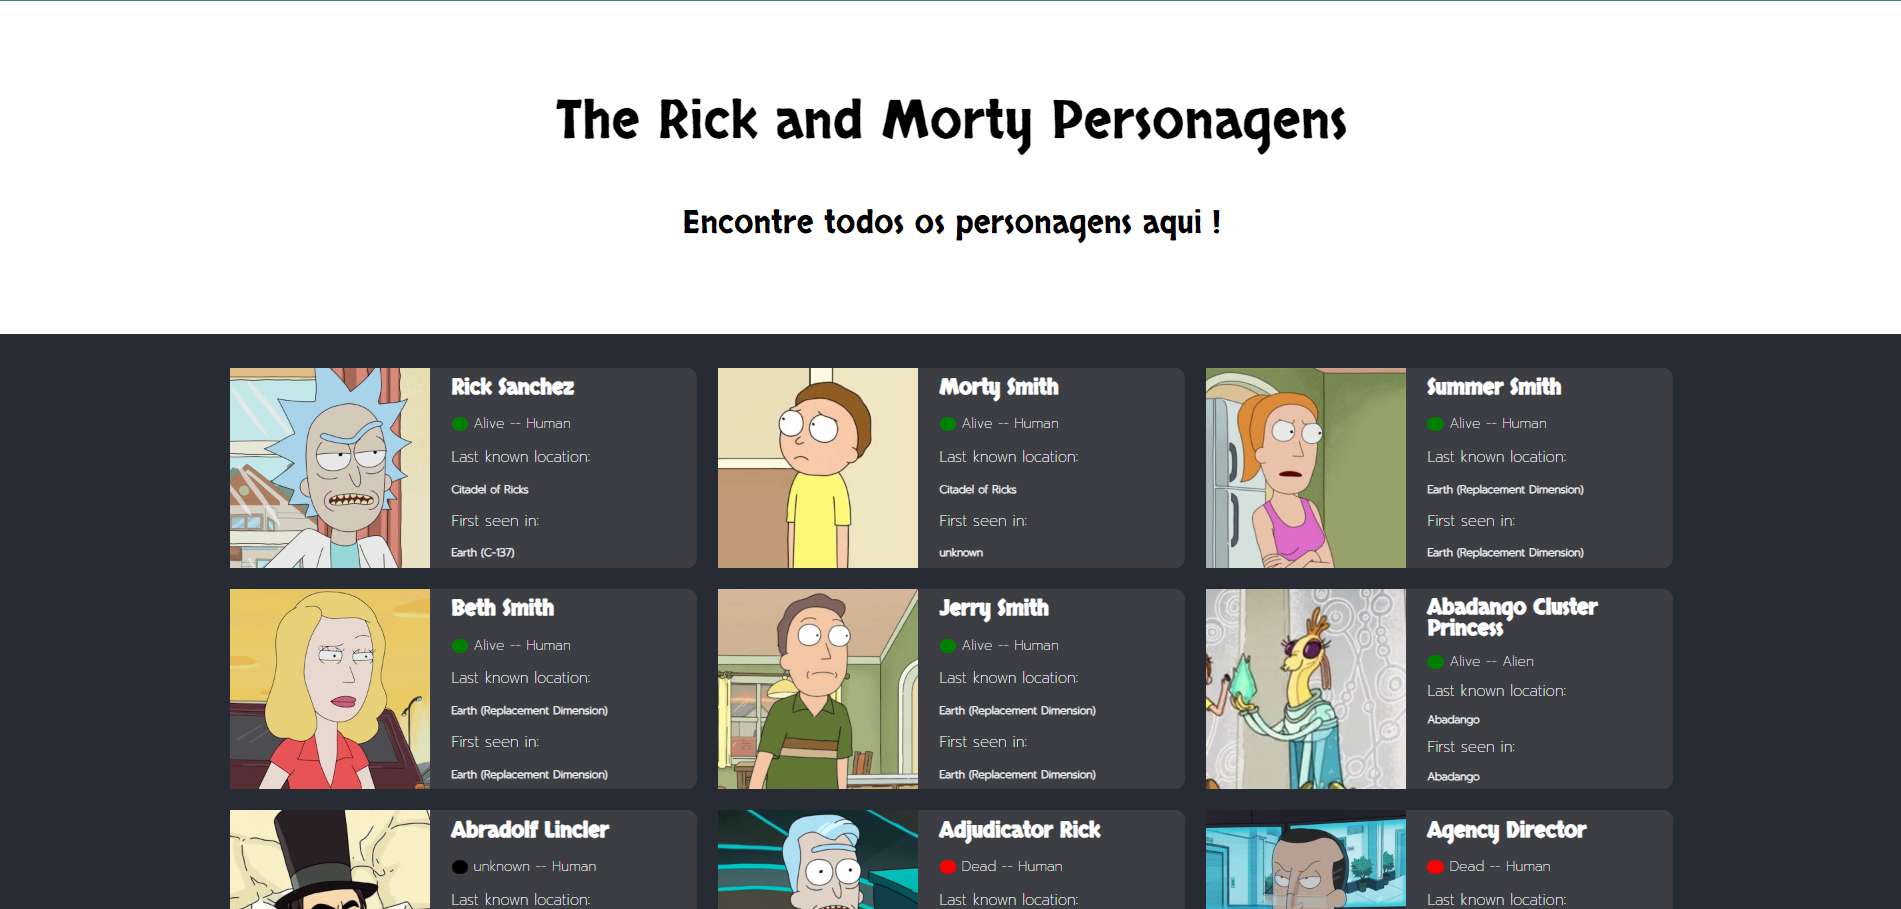 The Rick and Morty Personagens
Encontre todos os personagens aqui !
Rick Sanchez
Alive -- Human
Last known location:
Citadel of Ricks
First seen in:
Earth (C-137)
Morty Smith
Alive -- Human
Last known location:
Citadel of Ricks
First seen in:
unknown
Summer Smith
Alive -- Human
Last known location:
Earth (Replacement Dimension)
First seen in:
Earth (Replacement Dimension)
Beth Smith
Alive -- Human
Last known location:
Earth (Replacement Dimension)
First seen in:
Earth (Replacement Dimension)
Jerry Smith
Alive -- Human
Last known location:
Earth (Replacement Dimension)
First seen in:
Earth (Replacement Dimension)
Abadango Cluster
Princess
Alive -- Alien
Last known location:
Abadango
First seen in:
Abadango
Abradolf Lincler
unknown -- Human
Last known location:
Adjudicator Rick
Dead -- Human
Last known location:
Agency Director
Dead -- Human
Last known location: